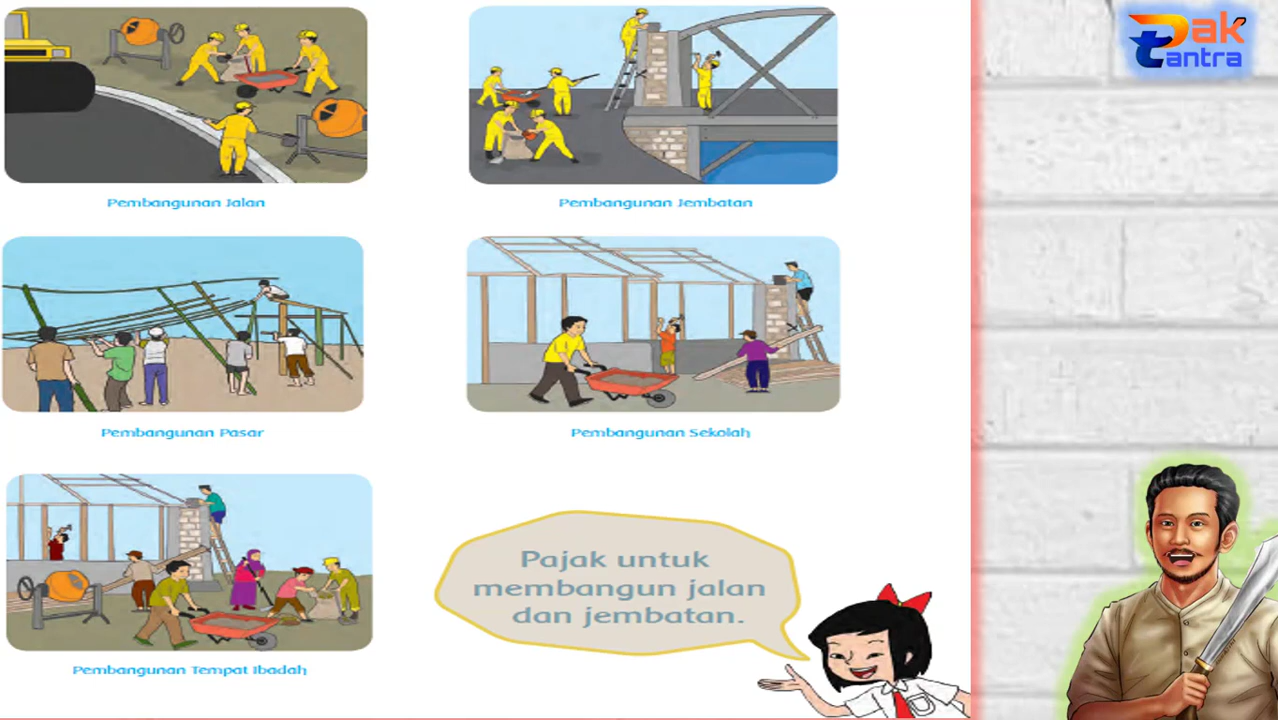 Pak
tantra
Pembangunan Jalan
Pembangunan Jembatan
Pembangunan Pasar
Pembangunan Sekolah
Pembangunan Tempat Ibadah
Pajak untuk
membangun jalan
dan jembatan.